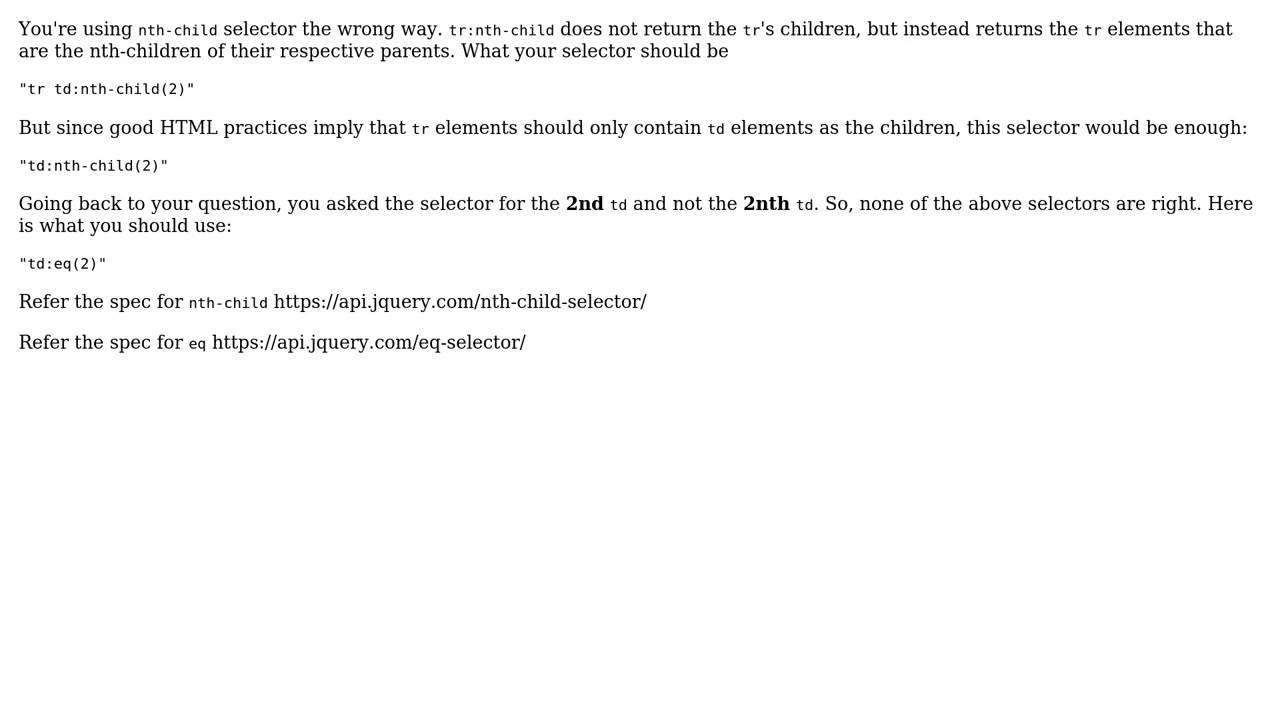 You're using nth-child selector the wrong way. tr:nth-child does not return the tr's children, but instead returns the tr elements that
are the nth-children of their respective parents. What your selector should be
"tr td:nth-child(2)"
But since good HTML practices imply that tr elements should only contain td elements as the children, this selector would be enough:
"td:nth-child(2)"
Going back to your question, you asked the selector for the 2nd td and not the 2nth td. So, none of the above selectors are right. Here
is what you should use:
"td:eq(2)"
Refer the spec for nth-child https://api.jquery.com/nth-child-selector/
Refer the spec for eq https://api.jquery.com/eq-selector/